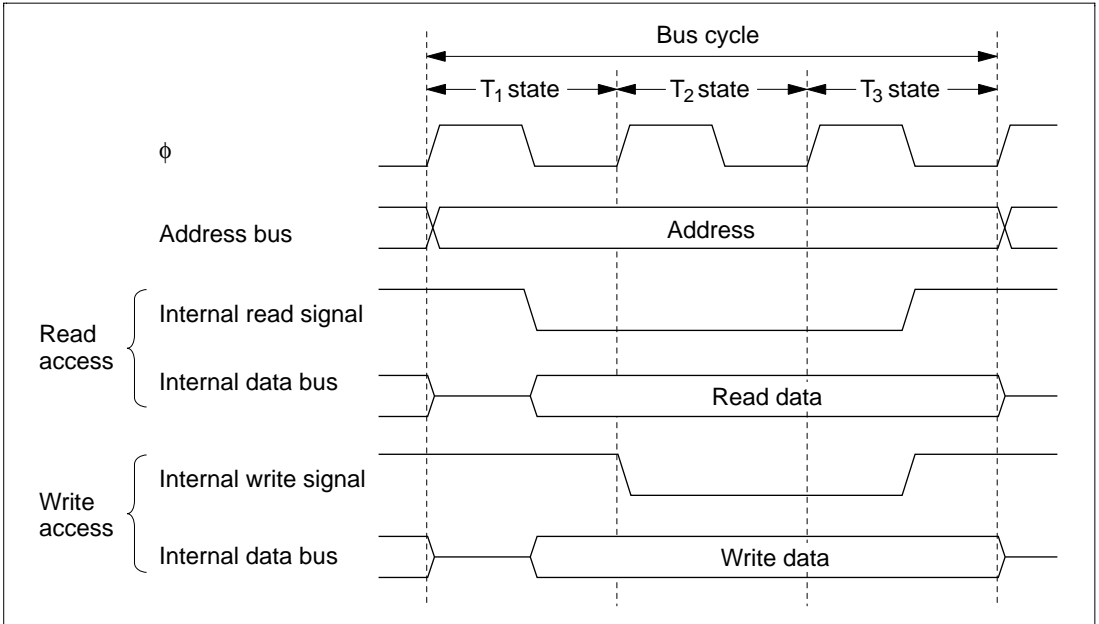 Bus cycle
T₁ state
T₂ state
T₃ state
ϕ
Address bus
Address
Read
access
Internal read signal
Internal data bus
Read data
Write
access
Internal write signal
Internal data bus
Write data